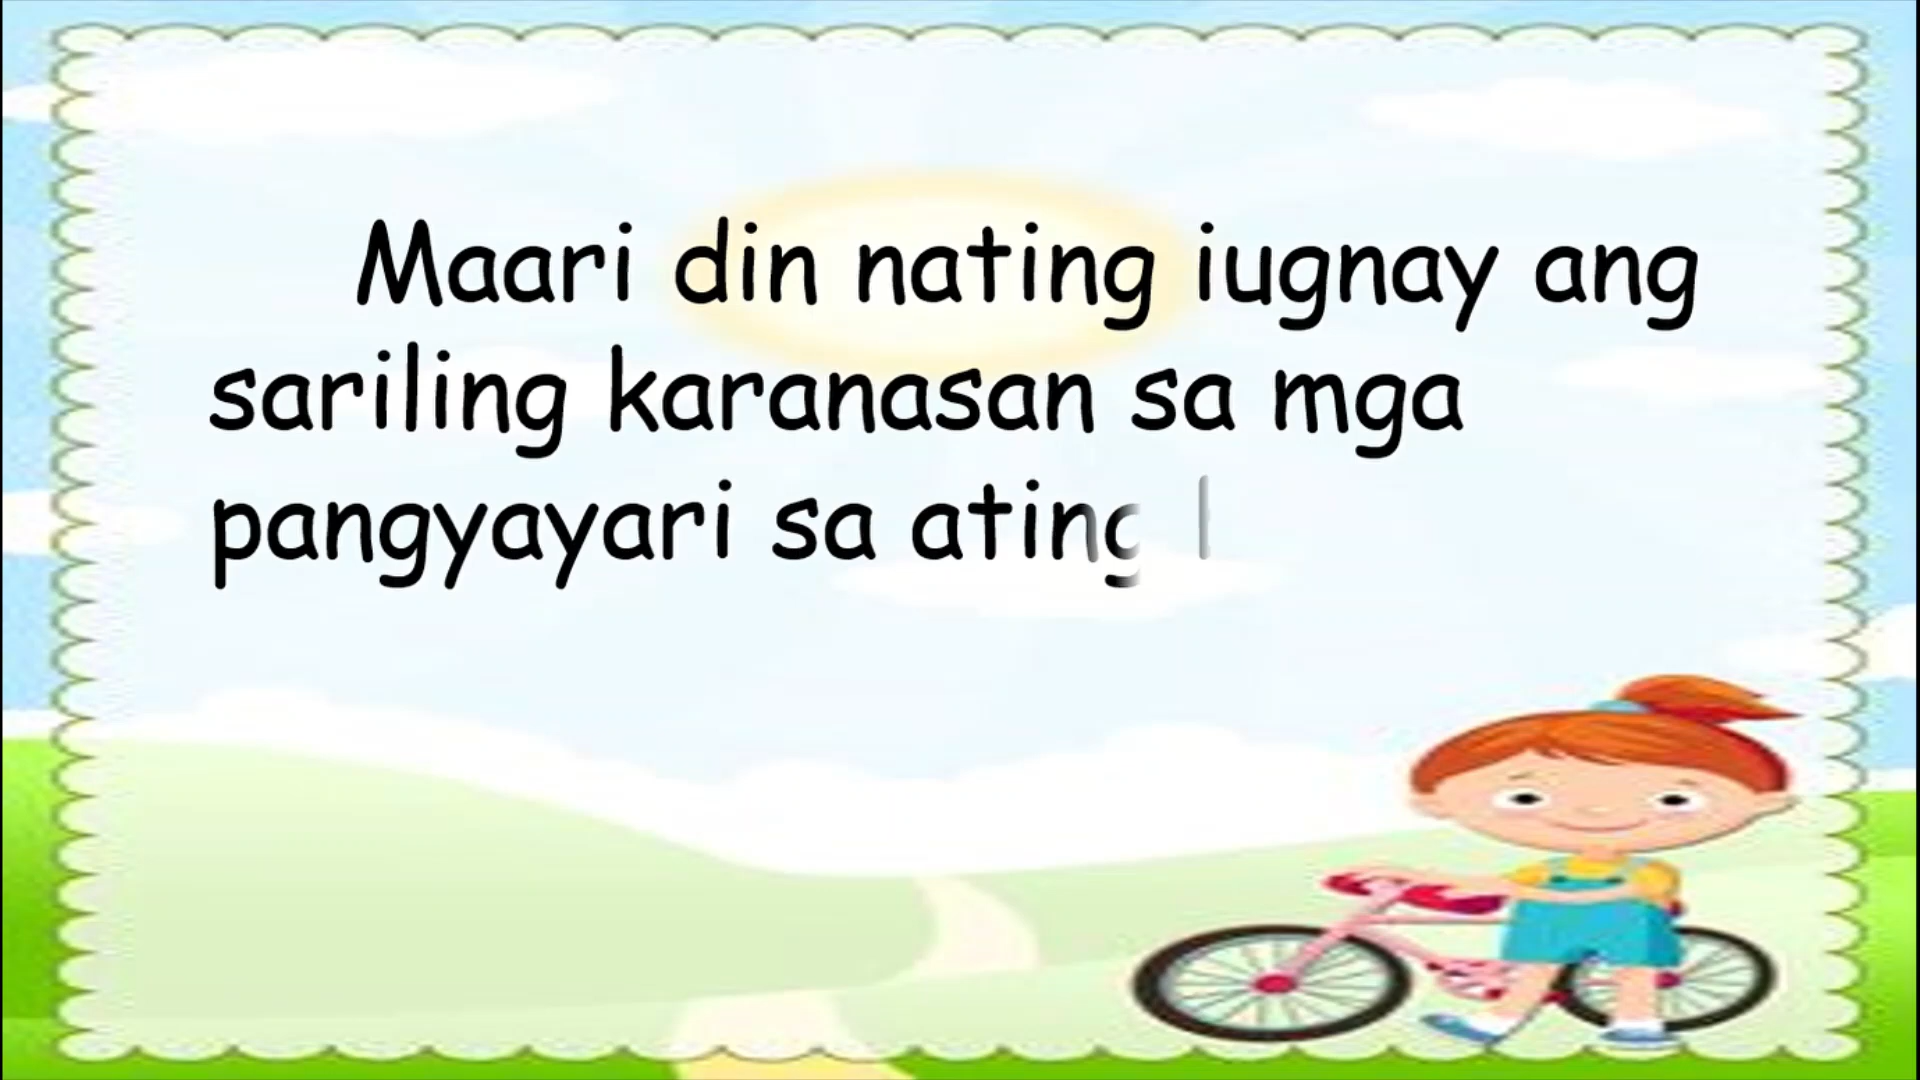 Maari din nating iugnay ang
sariling karanasan sa mga
pangyayari sa ating